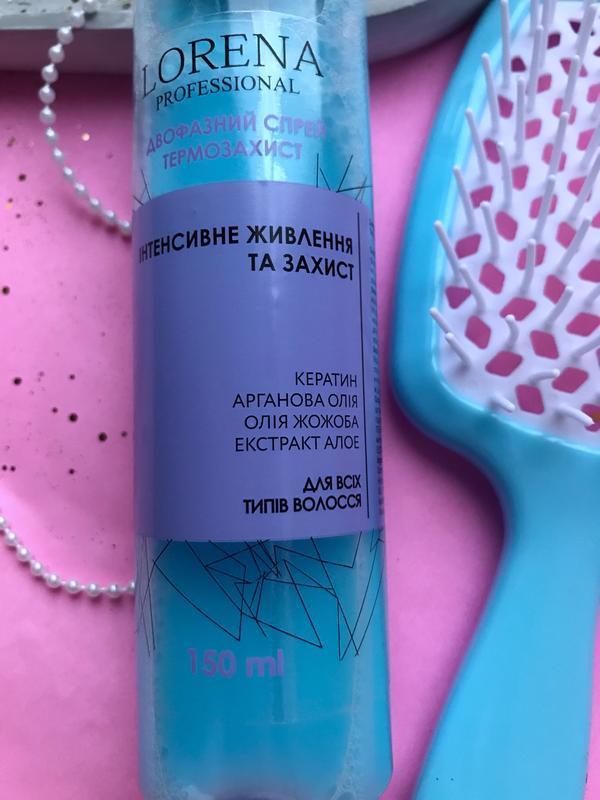 LORENA
PROFESSIONAL
ДВОФАЗНИЙ СПРЕЙ
ТЕРМОЗАХИСТ
ІНТЕНСИВНЕ ЖИВЛЕННЯ
ТА ЗАХИСТ
КЕРАТИН
АРГАНОВА ОЛІЯ
ОЛІЯ ЖОЖОБА
ЕКСТРАКТ АЛОЕ
ДЛЯ ВСІХ
ТИПІВ ВОЛОССЯ
150 ml